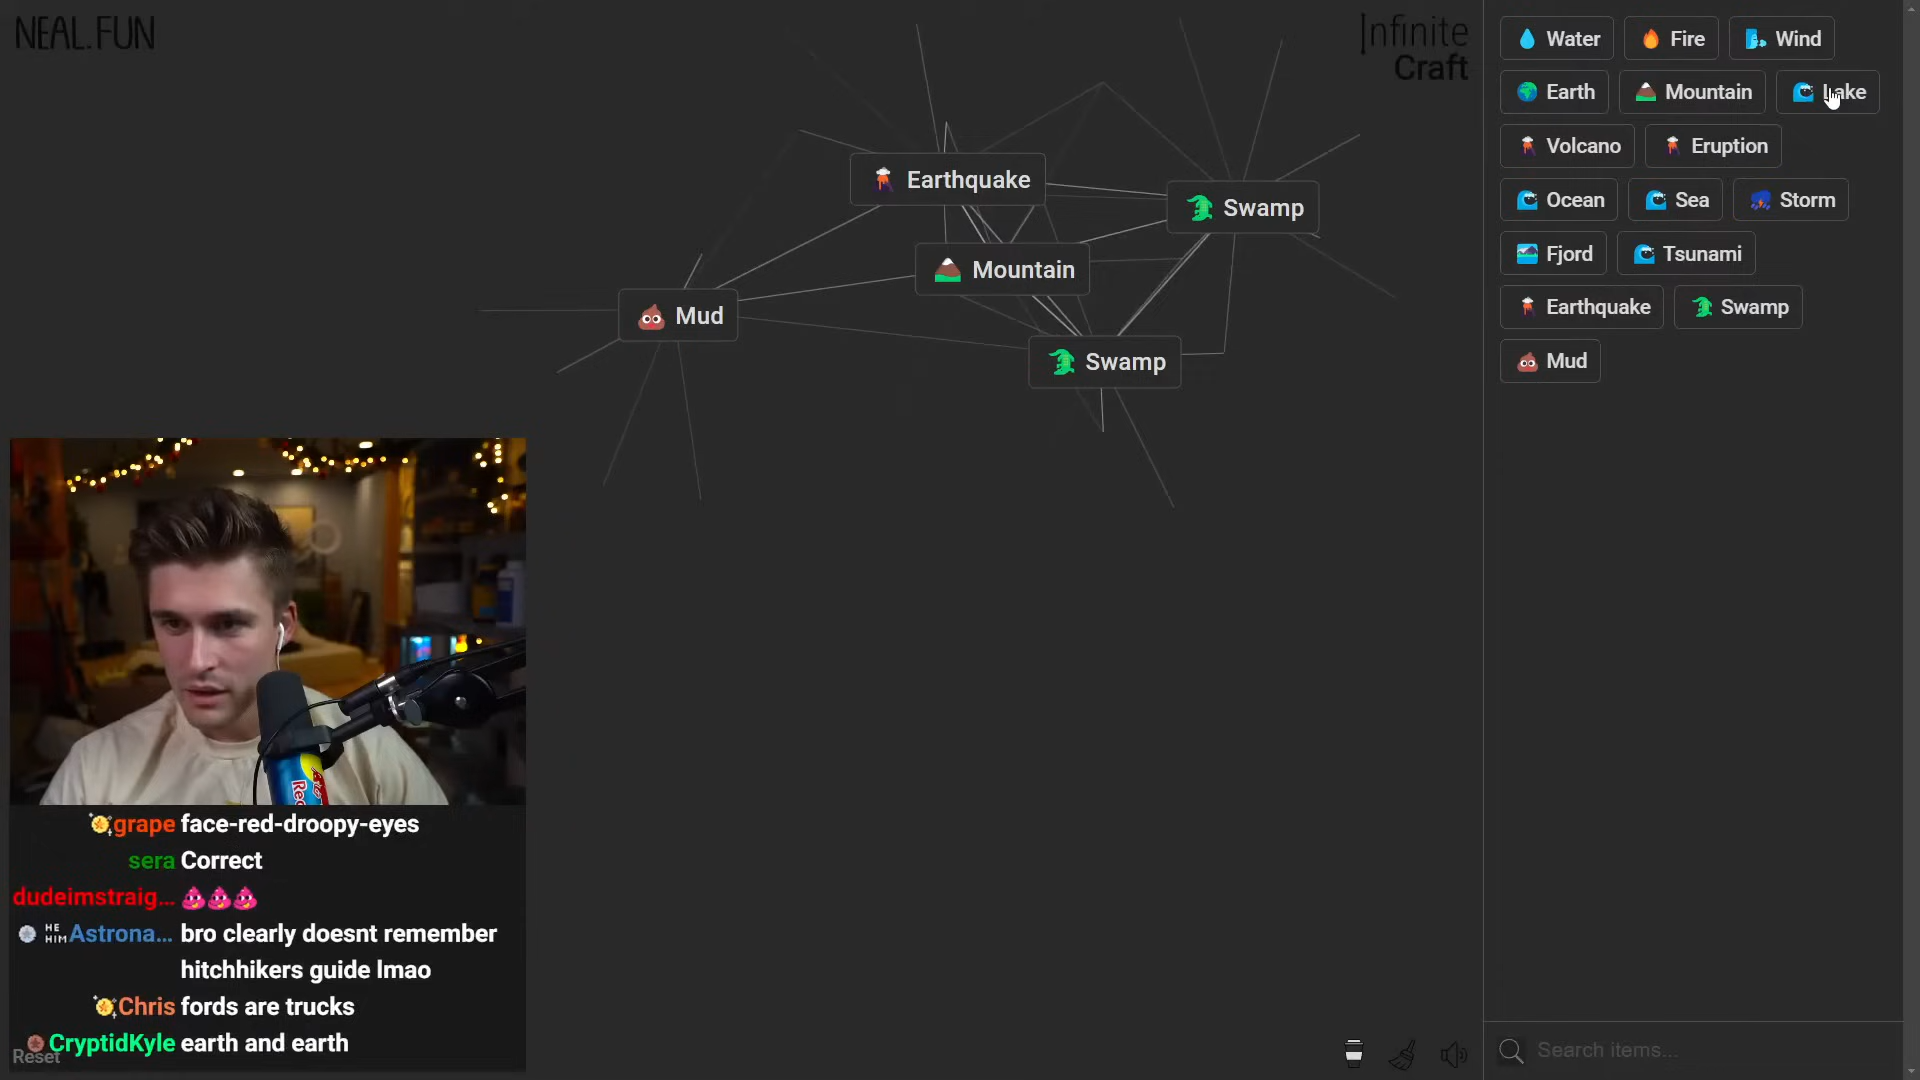 NEAL.FUN
Infinite
Craft
Earthquake
Swamp
Mountain
Mud
Swamp
Water
Fire
Wind
Earth
Mountain
Lake
Volcano
Eruption
Ocean
Sea
Storm
Fjord
Tsunami
Earthquake
Swamp
Mud
grape face-red-droopy-eyes
sera Correct
dudeimstraig...
HE HIM Astrona... bro clearly doesnt remember
hitchhikers guide lmao
Chris fords are trucks
CryptidKyle earth and earth
Reset
Search items...